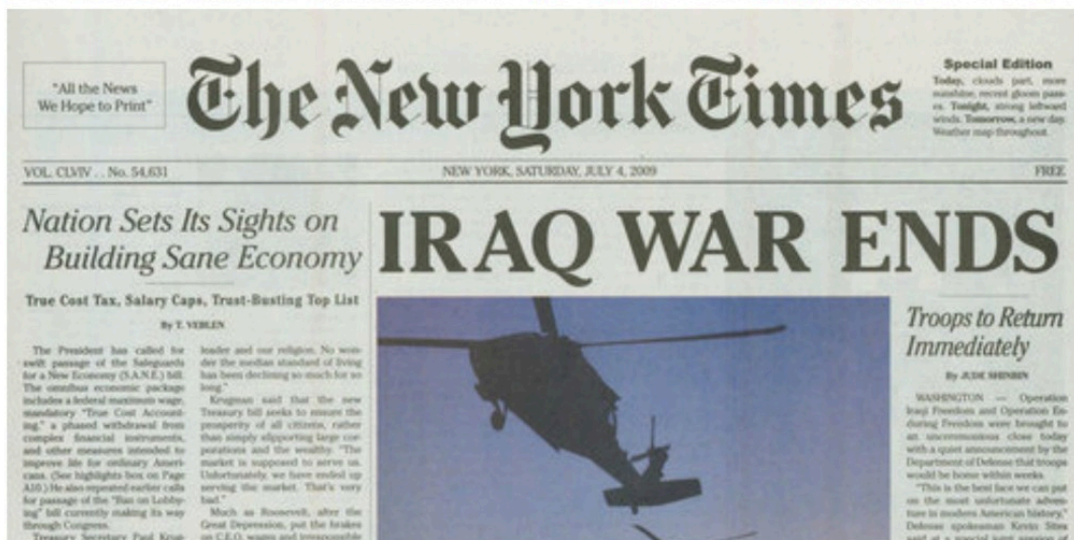 "All the News
We Hope to Print"
The New York Times
Special Edition
Today, clouds part, more
sunshine, recent gloom pass-
es. Tonight, strong leftward
winds. Tomorrow, a new day.
Weather map throughout.
VOL. CLVIV . . No. 54,631
NEW YORK, SATURDAY, JULY 4, 2009
FREE
Nation Sets Its Sights on
Building Sane Economy
True Cost Tax, Salary Caps, Trust-Busting Top List
By T. VEBLEN
The President has called for
swift passage of the Safeguards
for a New Economy (S.A.N.E.) bill.
The omnibus economic package
includes a federal maximum wage,
mandatory "True Cost Account-
ing," a phased withdrawal from
complex financial instruments,
and other measures intended to
improve life for ordinary Ameri-
cans. (See highlights box on Page
A10.) He also repeated earlier calls
for passage of the "Ban on Lobby-
ing" bill currently making its way
through Congress.
Treasury Secretary Paul Krug-
leader and our religion. No won-
der the median standard of living
has been declining so much for so
long."
Krugman said that the new
Treasury bill seeks to ensure the
prosperity of all citizens, rather
than simply supporting large cor-
porations and the wealthy. "The
market is supposed to serve us.
Unfortunately, we have ended up
serving the market. That's very
bad."
Much as Roosevelt, after the
Great Depression, put the brakes
on C.E.O. wages and irresponsible
IRAQ WAR ENDS
Troops to Return
Immediately
By JUDE SHINBIN
WASHINGTON — Operation
Iraqi Freedom and Operation En-
during Freedom were brought to
an unceremonious close today
with a quiet announcement by the
Department of Defense that troops
would be home within weeks.
"This is the best face we can put
on the most unfortunate adven-
ture in modern American history,"
Defense spokesman Kevin Sites
said at a special joint session of